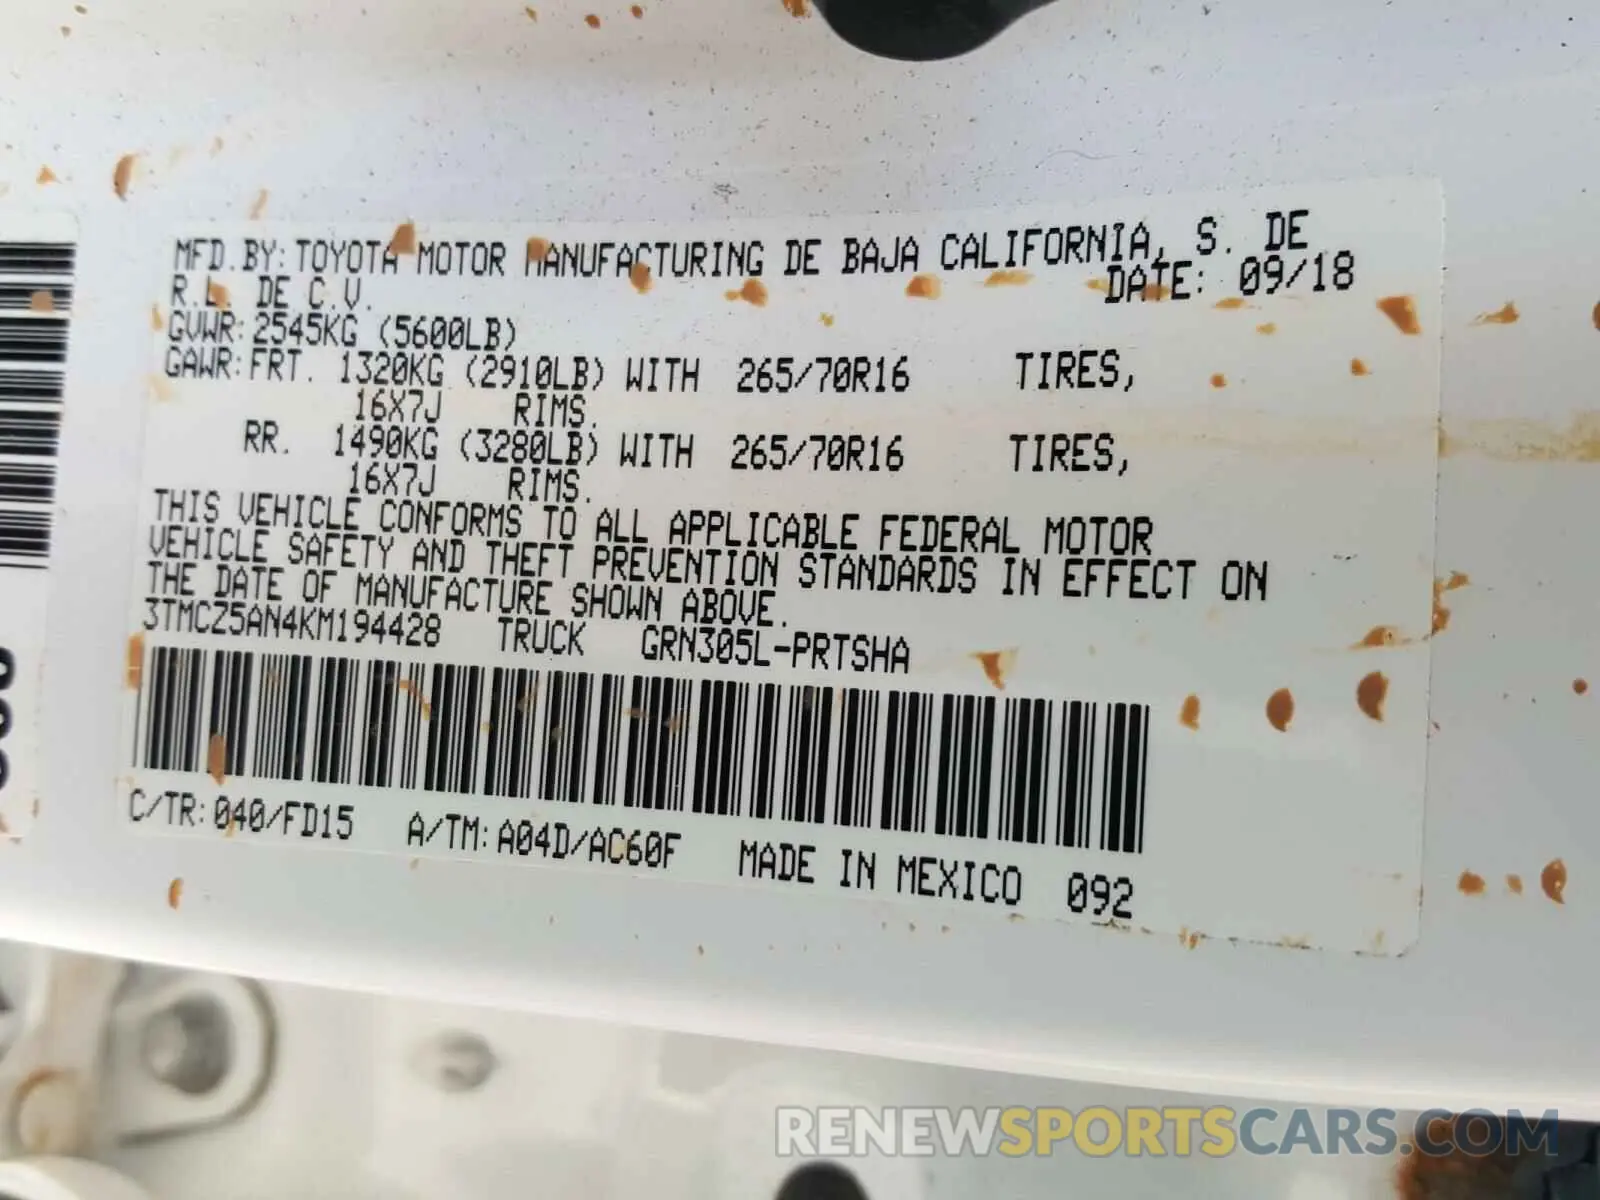 MFD.BY: TOYOTA MOTOR MANUFACTURING DE BAJA CALIFORNIA, S. DE
R.L. DE C.V. DATE: 09/18
GVWR: 2545KG (5600LB)
GAWR: FRT. 1320KG (2910LB) WITH 265/70R16 TIRES,
16X7J RIMS.
RR. 1490KG (3280LB) WITH 265/70R16 TIRES,
16X7J RIMS.
THIS VEHICLE CONFORMS TO ALL APPLICABLE FEDERAL MOTOR
VEHICLE SAFETY AND THEFT PREVENTION STANDARDS IN EFFECT ON
THE DATE OF MANUFACTURE SHOWN ABOVE.
3TMCZ5AN4KM194428 TRUCK GRN305L-PRTSHA
C/TR: 040/FD15 A/TM: A04D/AC60F MADE IN MEXICO 092
RENEWSPORTSCARS.COM